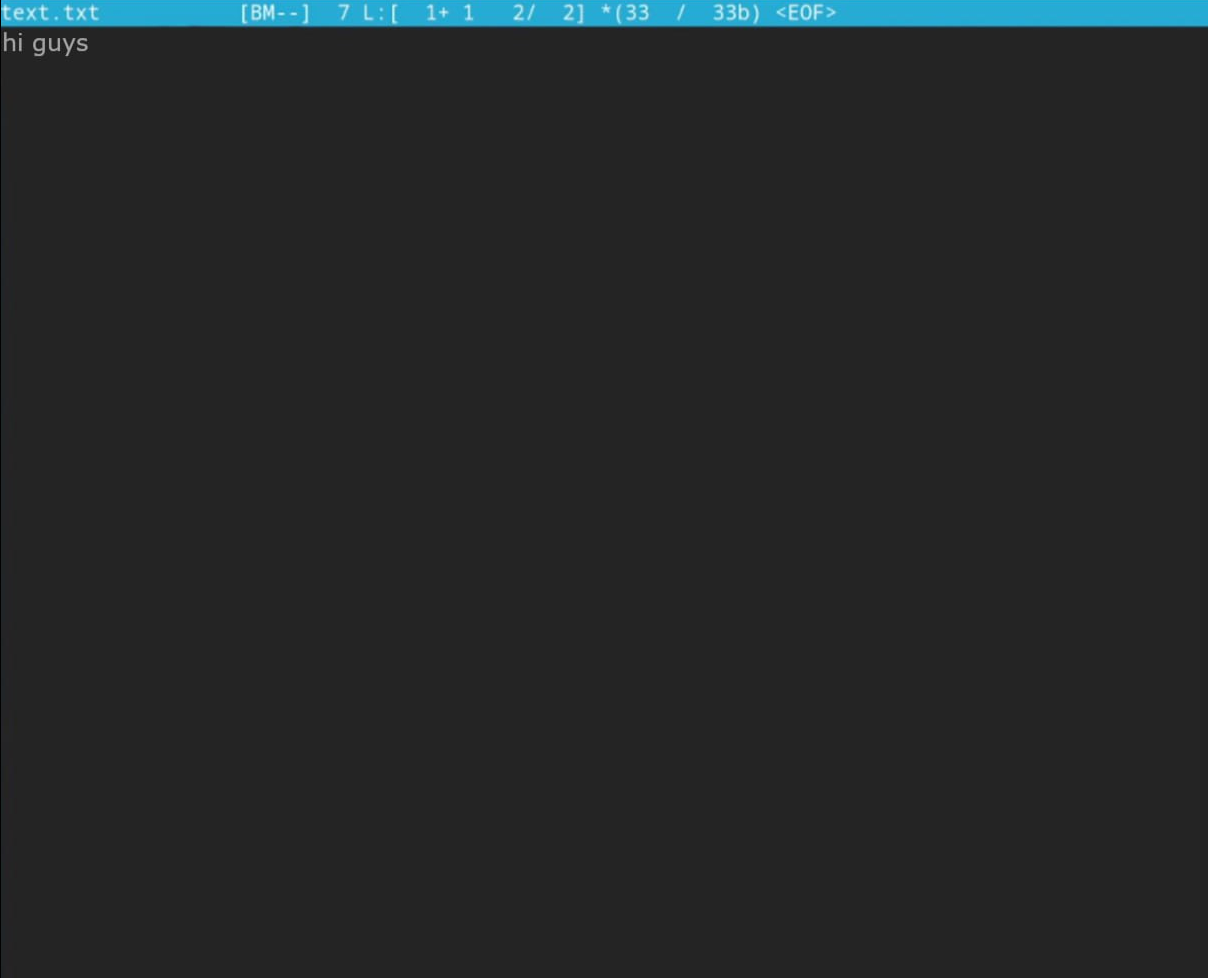 text.txt [BM--] 7 L:[ 1+ 1 2/ 2] *(33 / 33b) <EOF>
hi guys